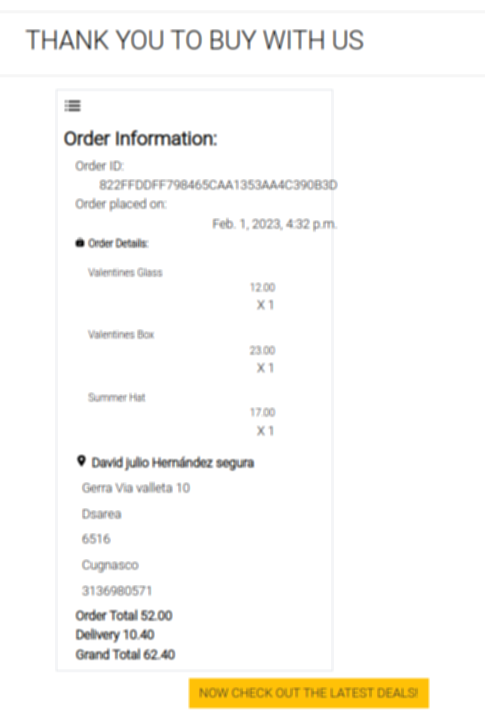 THANK YOU TO BUY WITH US
Order Information:
Order ID:
822FFDDFF798465CAA1353AA4C390B3D
Order placed on:
Feb. 1, 2023, 4:32 p.m.
Order Details:
Valentines Glass
12.00
X 1
Valentines Box
23.00
X 1
Summer Hat
17.00
X 1
David julio Hernández segura
Gerra Via valleta 10
Dsarea
6516
Cugnasco
3136980571
Order Total 52.00
Delivery 10.40
Grand Total 62.40
NOW CHECK OUT THE LATEST DEALS!